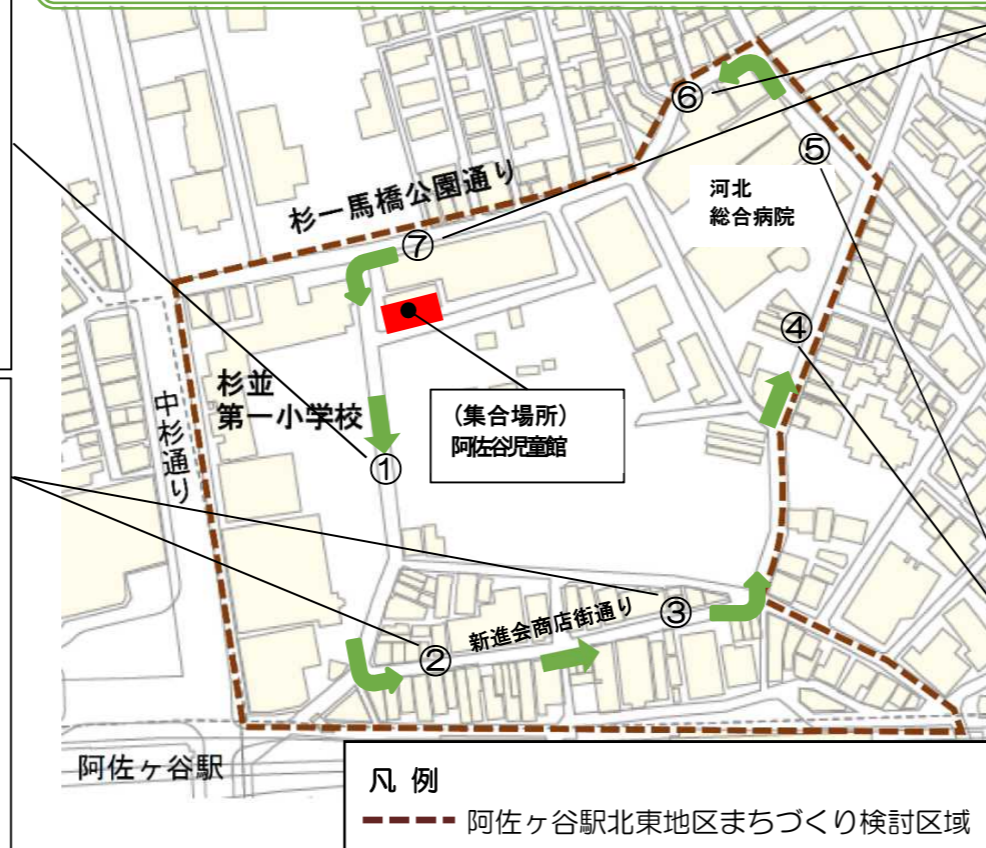 ⑥
⑤
河北
総合病院
杉一馬橋公園通り
⑦
④
杉並
第一小学校
中杉通り
(集合場所)
阿佐谷児童館
①
③
新進会商店街通り
②
阿佐ヶ谷駅
凡 例
阿佐ヶ谷駅北東地区まちづくり検討区域